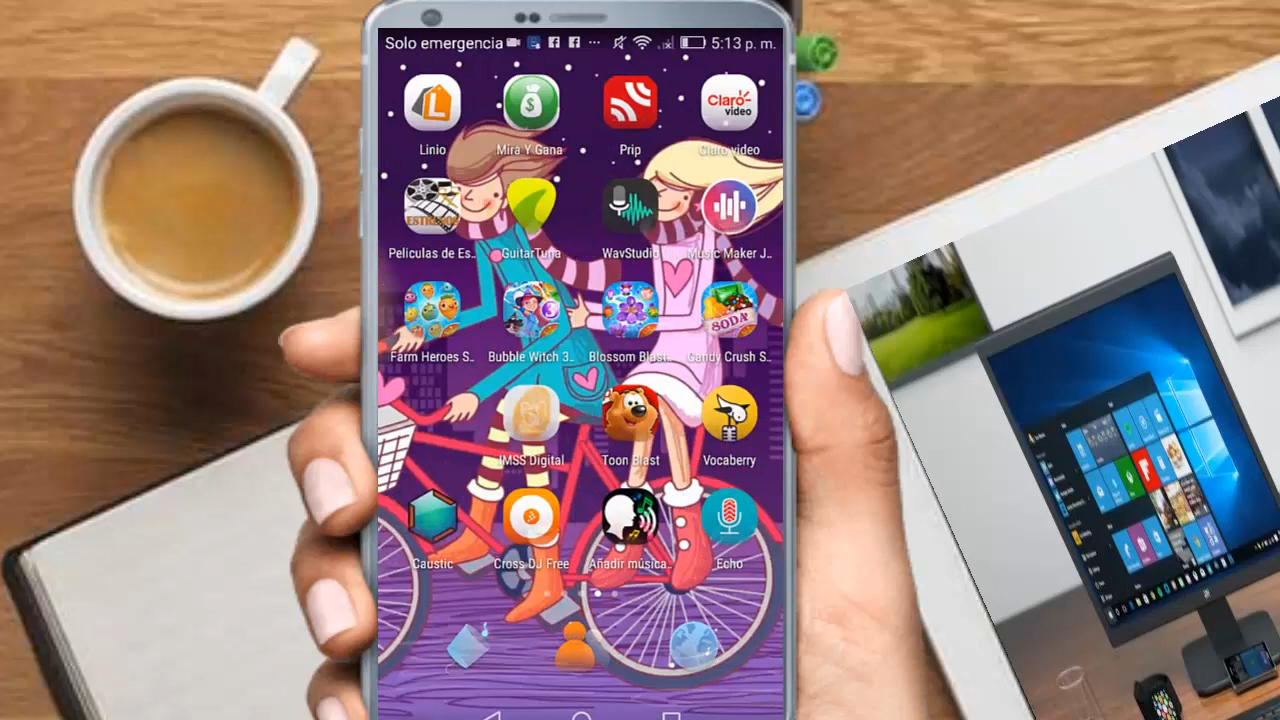 Solo emergencia 5:13 p. m.
L $ Claro video
Linio Mira Y Gana Prip Claro video
ESTRENOS
Peliculas de Es.. GuitarTuna WavStudio Music Maker J..
3 SODA
Farm Heroes S.. Bubble Witch 3.. Blossom Blast.. Candy Crush S..
IMSS Digital Toon Blast Vocaberry
Caustic Cross DJ Free Añadir música.. Echo